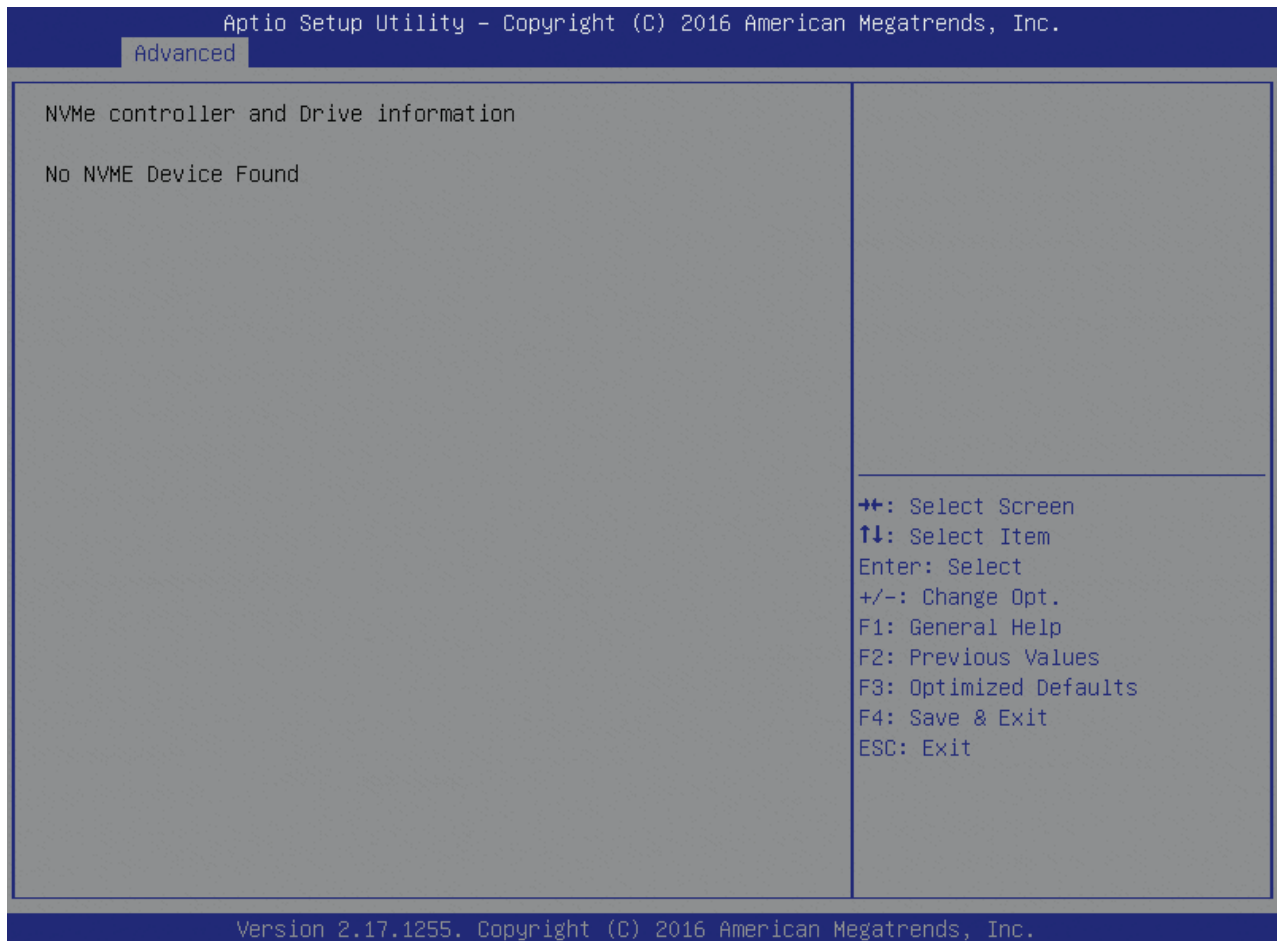 Aptio Setup Utility – Copyright (C) 2016 American Megatrends, Inc.
Advanced
NVMe controller and Drive information
No NVME Device Found
→←: Select Screen
↑↓: Select Item
Enter: Select
+/-: Change Opt.
F1: General Help
F2: Previous Values
F3: Optimized Defaults
F4: Save & Exit
ESC: Exit
Version 2.17.1255. Copyright (C) 2016 American Megatrends, Inc.